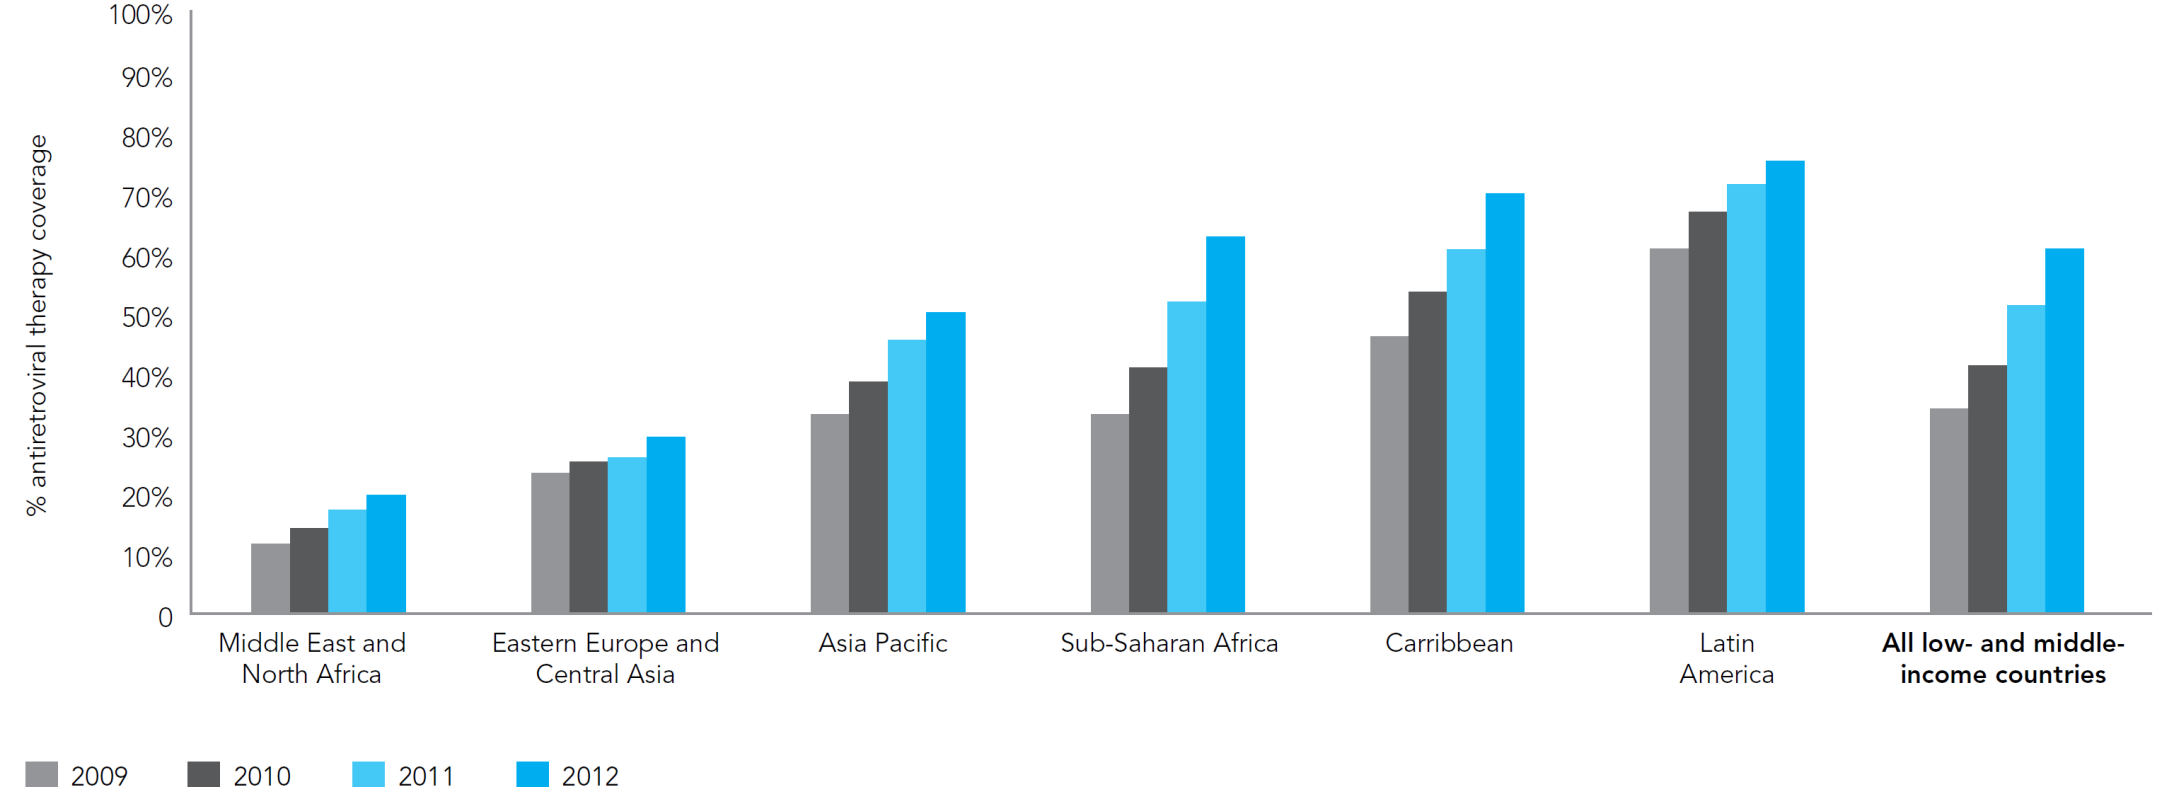 100%
90%
80%
70%
60%
50%
40%
30%
20%
10%
0
% antiretroviral therapy coverage
Middle East and
North Africa
Eastern Europe and
Central Asia
Asia Pacific
Sub-Saharan Africa
Carribbean
Latin
America
All low- and middle-
income countries
2009
2010
2011
2012